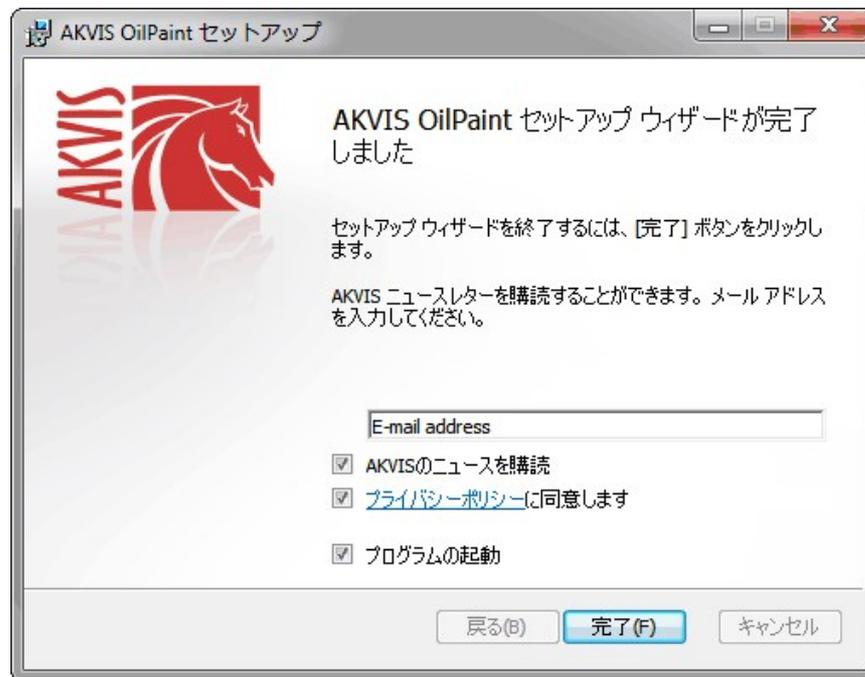 AKVIS OilPaint セットアップ
AKVIS
AKVIS OilPaint セットアップ ウィザードが完了
しました
セットアップ ウィザードを終了するには、[完了] ボタンをクリックし
ます。
AKVIS ニュースレターを購読することができます。メール アドレス
を入力してください。
E-mail address
AKVISのニュースを購読
プライバシーポリシーに同意します
プログラムの起動
戻る(B)
完了(F)
キャンセル